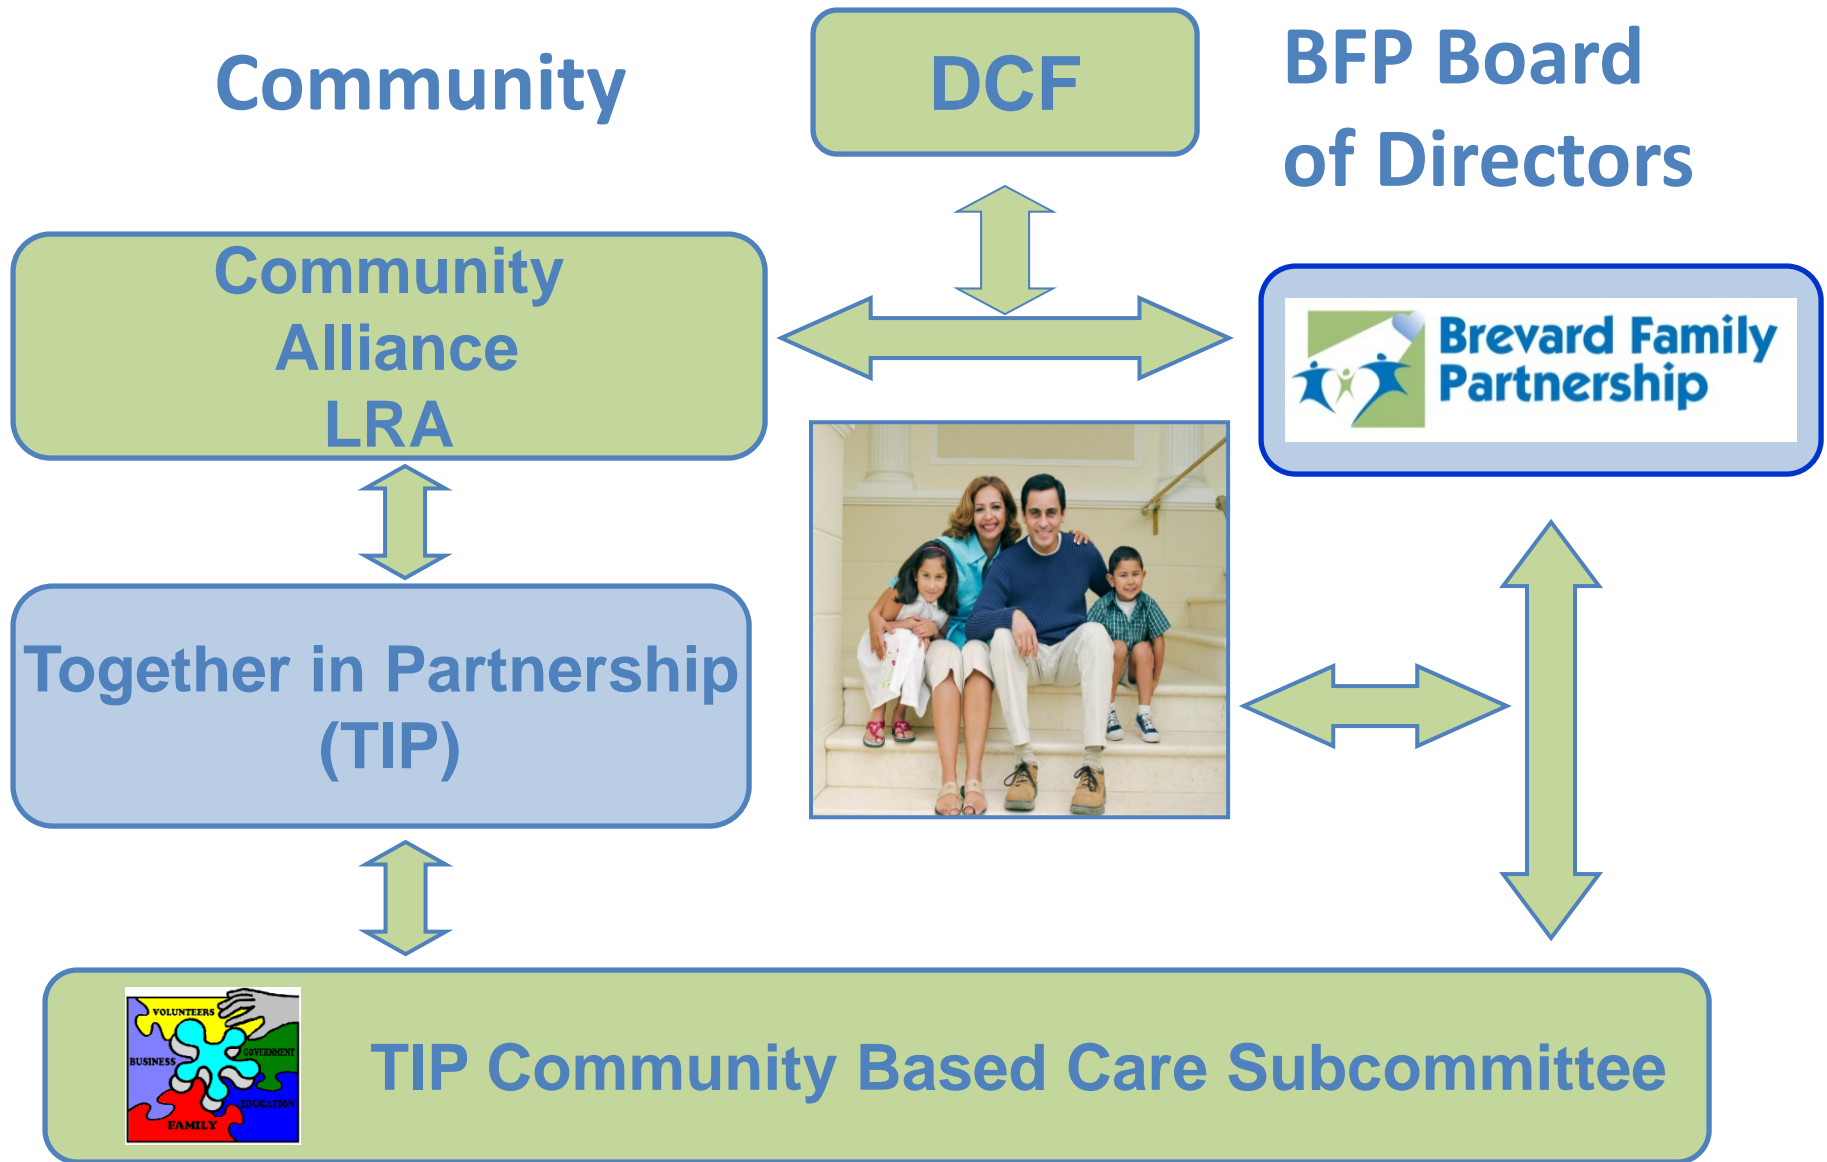 Community
DCF
BFP Board
of Directors
Community
Alliance
LRA
Brevard Family
Partnership
Together in Partnership
(TIP)
VOLUNTEERS
BUSINESS
GOVERNMENT
EDUCATION
FAMILY
TIP Community Based Care Subcommittee